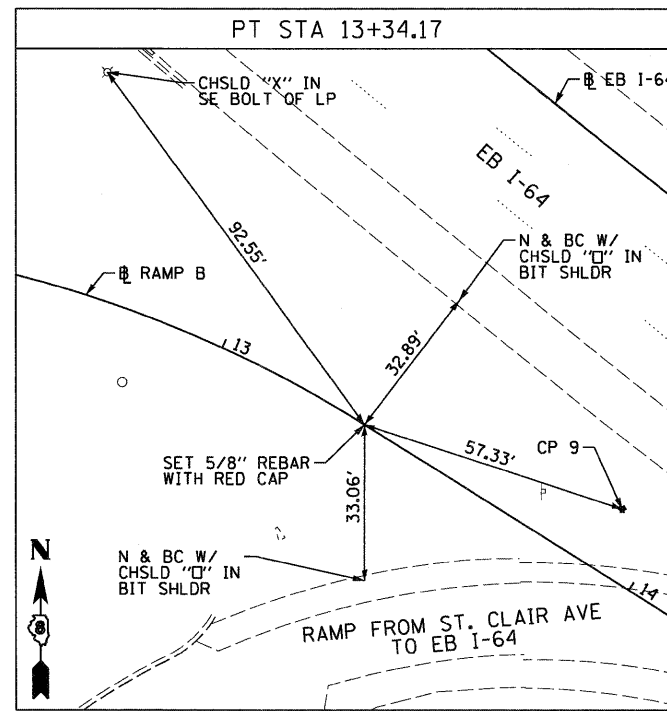 PT STA 13+34.17
CHSLD "X" IN
SE BOLT OF LP
℄ EB I-64
EB I-64
92.55'
N & BC W/
CHSLD "□" IN
BIT SHLDR
℄ RAMP B
13
32.89'
SET 5/8" REBAR
WITH RED CAP
57.33'
CP 9
33.06'
N & BC W/
CHSLD "□" IN
BIT SHLDR
N
8
14
RAMP FROM ST. CLAIR AVE
TO EB I-64